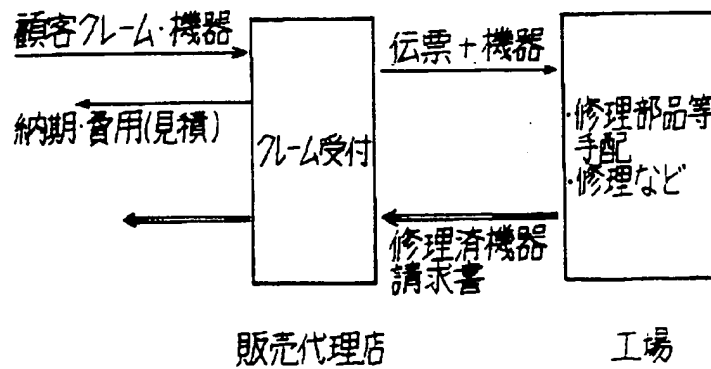 顧客クレーム・機器
納期・費用(見積)
クレーム受付
伝票+機器
修理済機器
請求書
・修理部品等
手配
・修理など
販売代理店
工場